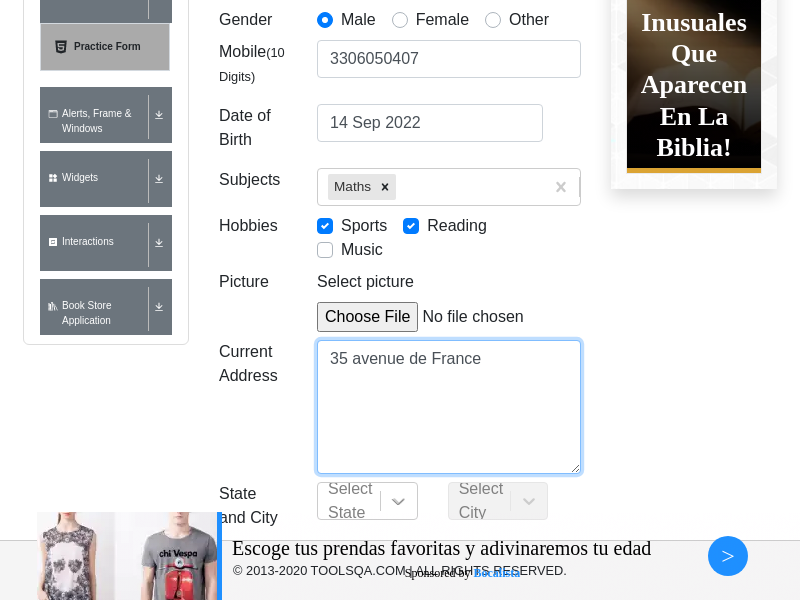 Practice Form
Alerts, Frame &
Windows
Widgets
Interactions
Book Store
Application
Gender
Male
Female
Other
Mobile(10
Digits)
3306050407
Date of
Birth
14 Sep 2022
Subjects
Maths
Hobbies
Sports
Reading
Music
Picture
Select picture
Choose File No file chosen
Current
Address
35 avenue de France
State
and City
Select
State
Select
City
Inusuales
Que
Aparecen
En La
Biblia!
chi Vespa
Escoge tus prendas favoritas y adivinaremos tu edad
© 2013-2020 TOOLSQA.COM | ALL RIGHTS RESERVED.
Sponsored by Bocalista
>